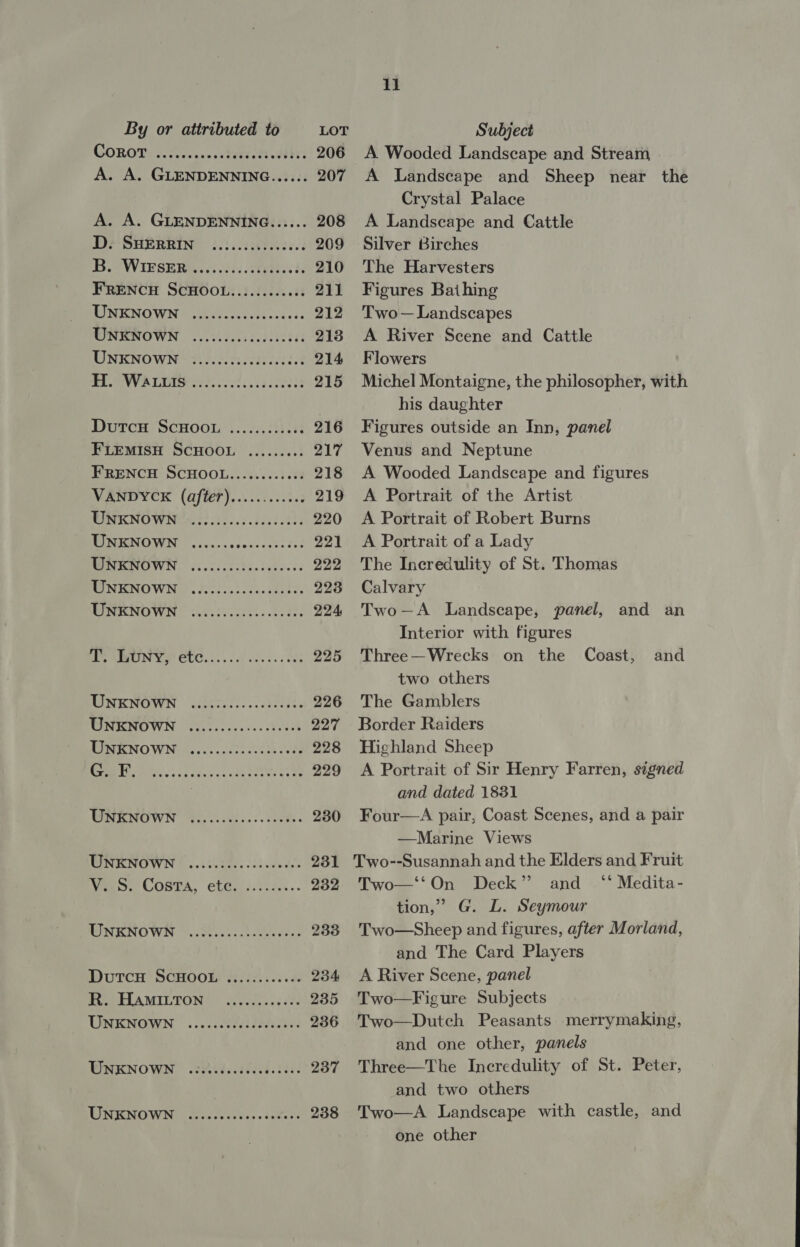 11
By or attributed to LOT Subject
COROT ........................ 206 A Wooded Landscape and Stream
A. A. GLENDENNING...... 207 A Landscape and Sheep near the
Crystal Palace
A. A. GLENDENNING...... 208 A Landscape and Cattle
D. SHERRIN ............... 209 Silver Birches
B. WIESER ..................... 210 The Harvesters
FRENCH SCHOOL............ 211 Figures Bathing
UNKNOWN .................. 212 Two—Landscapes
UNKNOWN .................. 213 A River Scene and Cattle
UNKNOWN .................. 214 Flowers
H. WALLIS ..................... 215 Michel Montaigne, the philosopher, with
his daughter
DUTCH SCHOOL ............ 216 Figures outside an Inn, panel
FLEMISH SCHOOL ......... 217 Venus and Neptune
FRENCH SCHOOL............ 218 A Wooded Landscape and figures
VANDYCK (after)............ 219 A Portrait of the Artist
UNKNOWN .................. 220 A Portrait of Robert Burns
UNKNOWN .................. 221 A Portrait of a Lady
UNKNOWN .................. 222 The Incredulity of St. Thomas
UNKNOWN .................. 223 Calvary
UNKNOWN .................. 224 Two—A Landscape, panel, and an
Interior with figures
T. LUNY, etc................ 225 Three—Wrecks on the Coast, and
two others
UNKNOWN .................. 226 The Gamblers
UNKNOWN .................. 227 Border Raiders
UNKNOWN .................. 228 Highland Sheep
G. F. ........................ 229 A Portrait of Sir Henry Farren, signed
and dated 1831
UNKNOWN .................. 230 Four—A pair, Coast Scenes, and a pair
—Marine Views
UNKNOWN .................. 231 Two--Susannah and the Elders and Fruit
V. S. COSTA, etc. ......... 232 Two—“On Deck” and “Medita-
tion,” G. L. Seymour
UNKNOWN .................. 233 Two—Sheep and figures, after Morland,
and The Card Players
DUTCH SCHOOL ............ 234 A River Scene, panel
R. HAMILTON ............ 235 Two—Figure Subjects
UNKNOWN .................. 236 Two—Dutch Peasants merrymaking,
and one other, panels
UNKNOWN .................. 237 Three—The Incredulity of St. Peter,
and two others
UNKNOWN .................. 238 Two—A Landscape with castle, and
one other